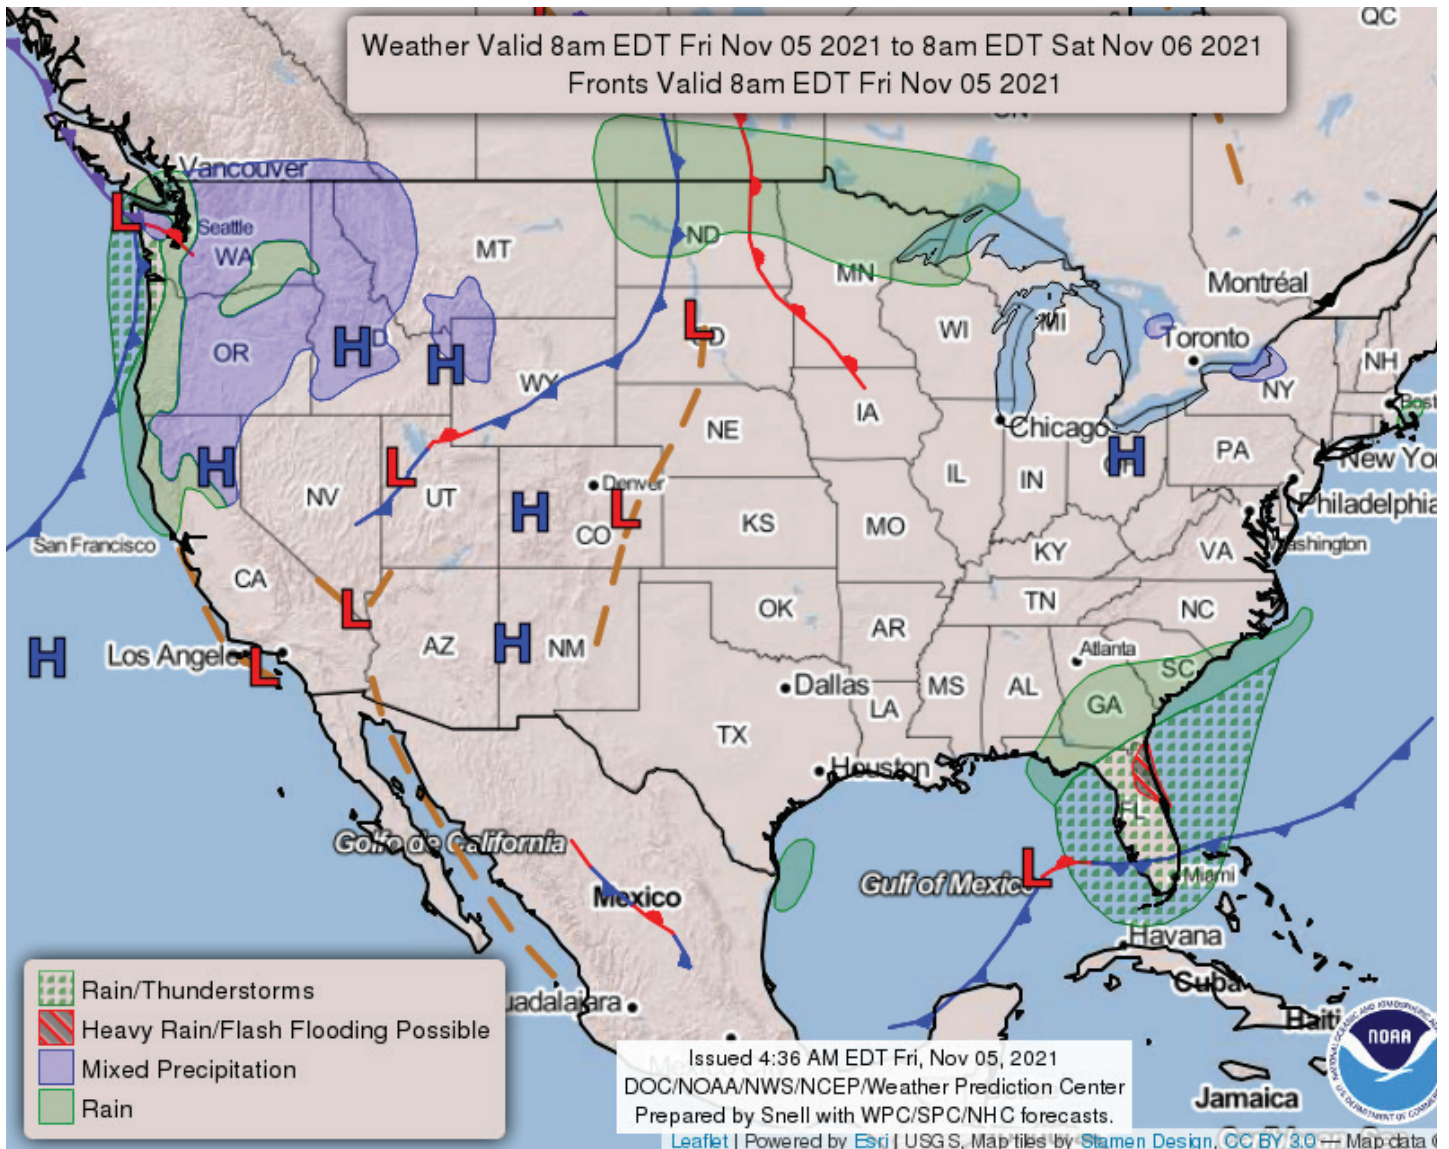 QC
Weather Valid 8am EDT Fri Nov 05 2021 to 8am EDT Sat Nov 06 2021
Fronts Valid 8am EDT Fri Nov 05 2021
Vancouver
L
Seattle
WA
MT
ND
MN
Montréal
L
WI
MI
Toronto
OR
H
H
WY
NH
NY
IA
NE
Chicago
H
PA
New Yo
H
NV
L
UT
Denver
H
L
CO
KS
IL
IN
MO
Philadelphia
San Francisco
KY
VA
CA
L
OK
TN
NC
AR
H
AZ
H
NM
Atlanta
Los Angele
L
Dallas
MS
AL
SC
LA
GA
TX
Houston
FL
Golfo de California
Mexico
Gulf of Mexico
L
Miami
Havana
Cuba
Haiti
Jamaica
uadalajara
Rain/Thunderstorms
Heavy Rain/Flash Flooding Possible
Mixed Precipitation
Rain
Issued 4:36 AM EDT Fri, Nov 05, 2021
DOC/NOAA/NWS/NCEP/Weather Prediction Center
Prepared by Snell with WPC/SPC/NHC forecasts.
NOAA
Leaflet | Powered by Esri | USGS, Map tiles by Stamen Design, CC BY 3.0 — Map data ©